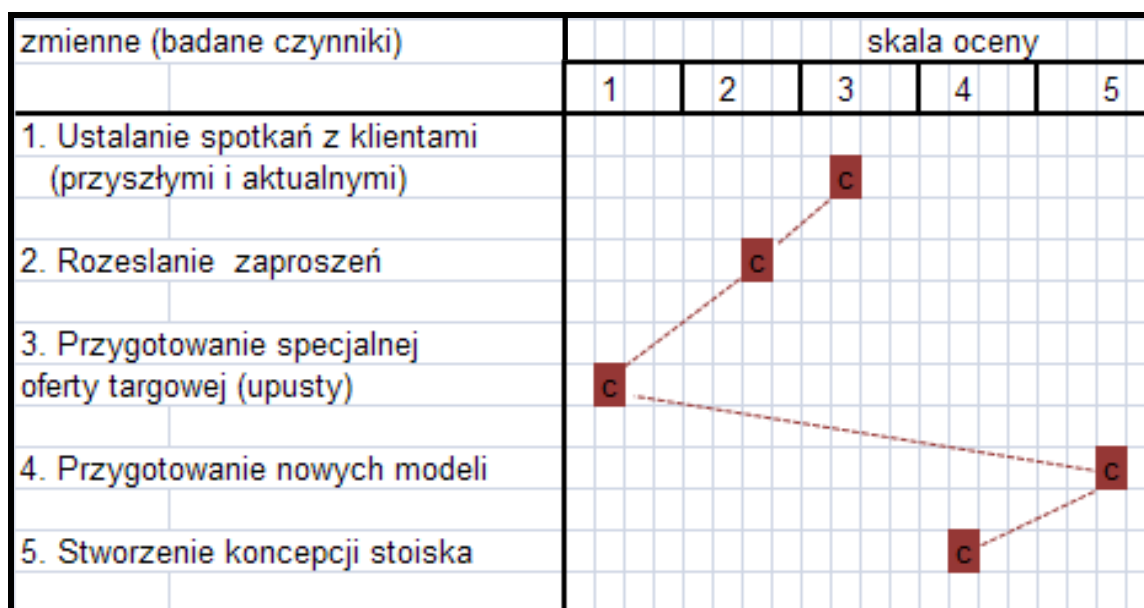 zmienne (badane czynniki) skala oceny
1 2 3 4 5
1. Ustalanie spotkań z klientami
(przyszłymi i aktualnymi) c
2. Rozeslanie zaproszeń c
3. Przygotowanie specjalnej
oferty targowej (upusty) c
4. Przygotowanie nowych modeli c
5. Stworzenie koncepcji stoiska c